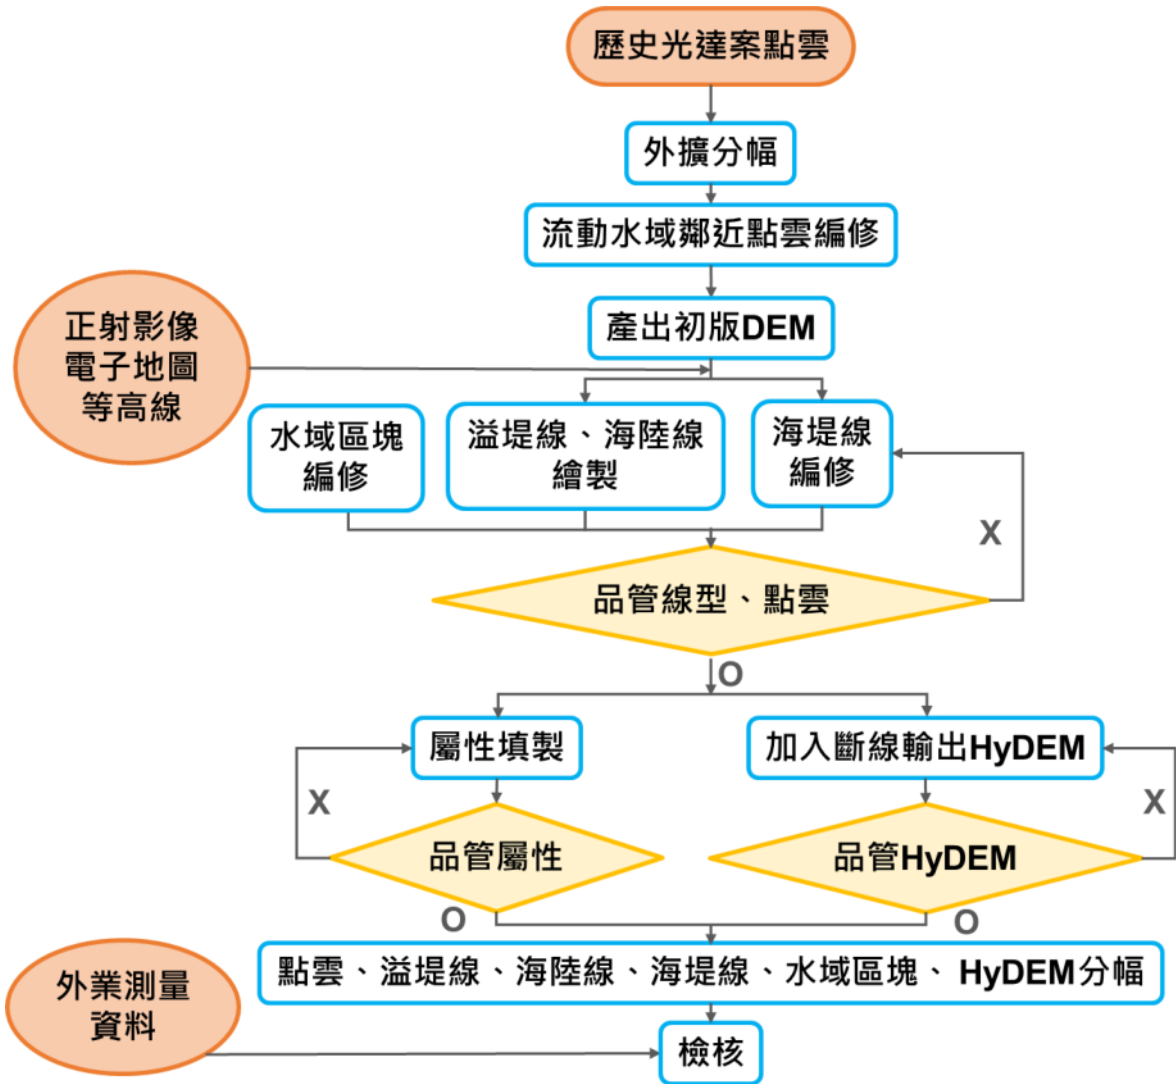 歷史光達案點雲
外擴分幅
流動水域鄰近點雲編修
產出初版DEM
正射影像
電子地圖
等高線
水域區塊
編修
溢堤線、海陸線
繪製
海堤線
編修
X
品管線型、點雲
O
屬性填製
加入斷線輸出HyDEM
X
X
品管屬性
品管HyDEM
O
O
點雲、溢堤線、海陸線、海堤線、水域區塊、HyDEM分幅
外業測量
資料
檢核